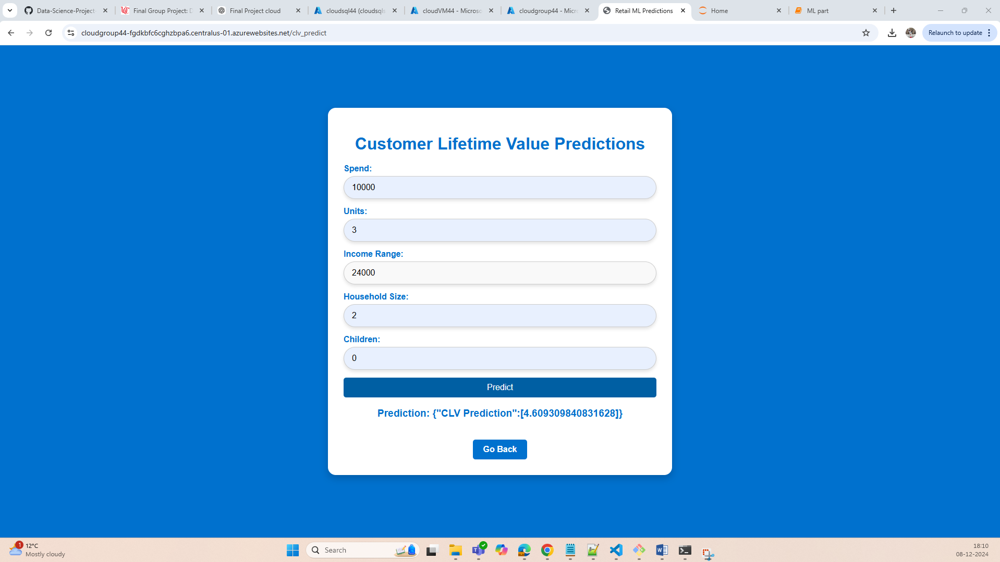 Data-Science-Project
Final Group Project: D
Final Project cloud
cloudsql44 (cloudsqls
cloudVM44 - Microso
cloudgroup44 - Micro
Retail ML Predictions
Home
ML part
cloudgroup44-fgdkbfc6cghzbpa6.centralus-01.azurewebsites.net/clv_predict
Relaunch to update
Customer Lifetime Value Predictions
Spend:
10000
Units:
3
Income Range:
24000
Household Size:
2
Children:
0
Predict
Prediction: {"CLV Prediction":[4.609309840831628]}
Go Back
1
12°C
Mostly cloudy
Search
18:10
08-12-2024